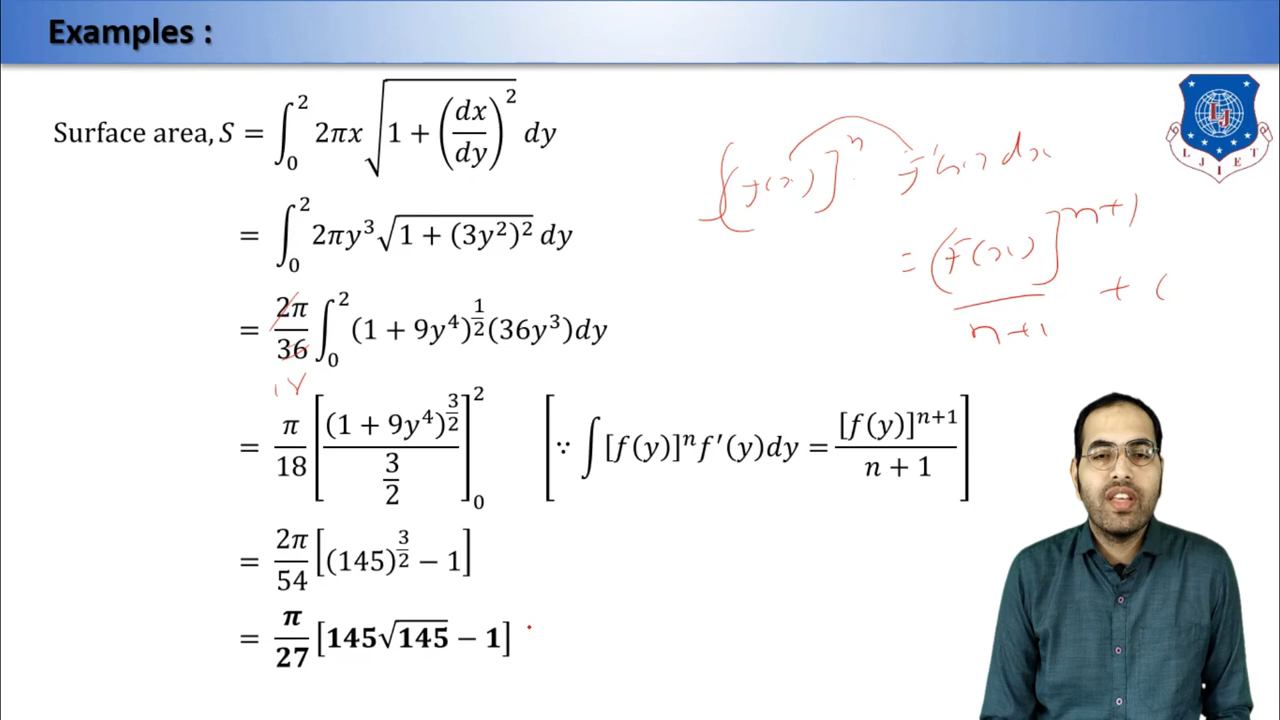 Examples :
Surface area, S = ∫₀² 2πx √(1 + (dx/dy)²) dy
= ∫₀² 2πy³ √(1 + (3y²)²) dy
= 2π/36 ∫₀² (1 + 9y⁴)^(1/2) (36y³)dy
18
= π/18 [(1 + 9y⁴)^(3/2) / (3/2)]₀² [∵ ∫[f(y)]ⁿ f′(y)dy = [f(y)]ⁿ⁺¹ / (n + 1)]
= 2π/54 [(145)^(3/2) − 1]
= π/27 [145√145 − 1]
∫[f(x)]ⁿ f′(x) dx
= [f(x)]ⁿ⁺¹ / (n+1) + c
LJIET